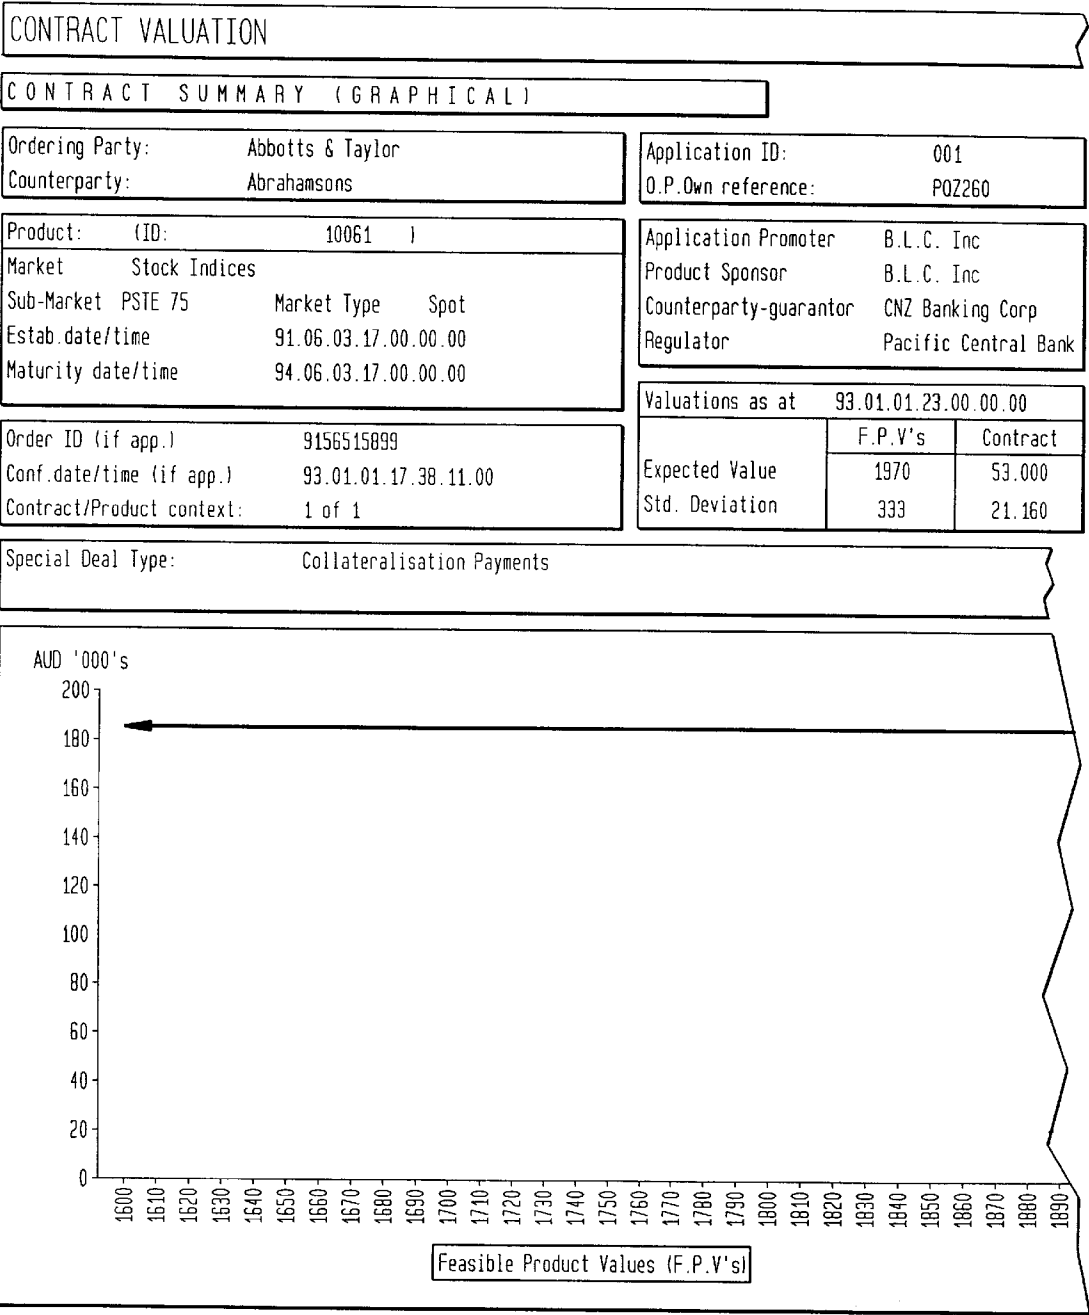 CONTRACT VALUATION
CONTRACT SUMMARY (GRAPHICAL)
Ordering Party: Abbotts & Taylor
Counterparty: Abrahamsons
Application ID: 001
O.P.Own reference: PQZ260
Product: (ID: 10061 )
Market Stock Indices
Sub-Market PSTE 75 Market Type Spot
Estab.date/time 91.06.03.17.00.00.00
Maturity date/time 94.06.03.17.00.00.00
Application Promoter B.L.C. Inc
Product Sponsor B.L.C. Inc
Counterparty-guarantor CNZ Banking Corp
Regulator Pacific Central Bank
Order ID (if app.) 9156515899
Conf.date/time (if app.) 93.01.01.17.38.11.00
Contract/Product context: 1 of 1
Valuations as at 93.01.01.23.00.00.00
F.P.V's Contract
Expected Value 1970 53.000
Std. Deviation 333 21.160
Special Deal Type: Collateralisation Payments
AUD '000's
200
180
160
140
120
100
80
60
40
20
0
1600 1610 1620 1630 1640 1650 1660 1670 1680 1690 1700 1710 1720 1730 1740 1750 1760 1770 1780 1790 1800 1810 1820 1830 1840 1850 1860 1870 1880 1890
Feasible Product Values (F.P.V's)